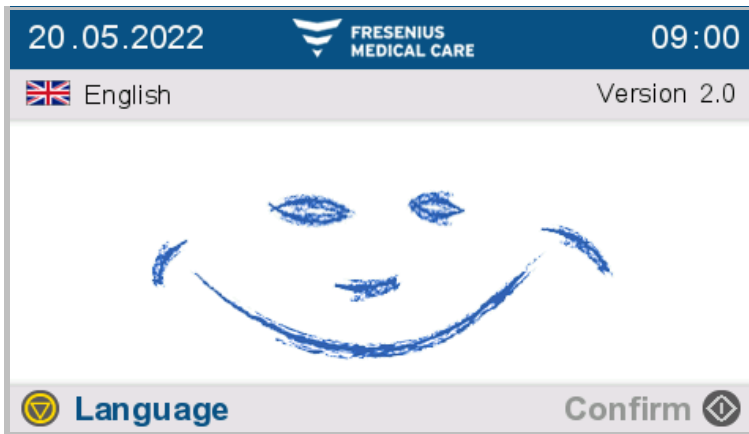 20.05.2022 FRESENIUS MEDICAL CARE 09:00
English Version 2.0
Language Confirm